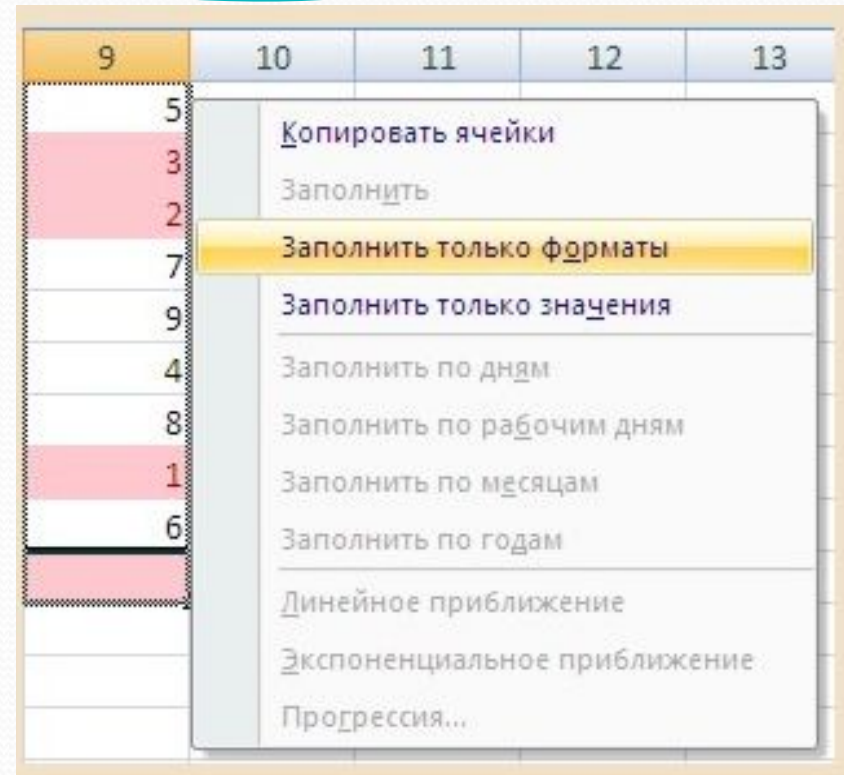 9 10 11 12 13
5
Копировать ячейки
3
Заполнить
2
Заполнить только форматы
7
Заполнить только значения
9
4
Заполнить по дням
8
Заполнить по рабочим дням
1
Заполнить по месяцам
6
Заполнить по годам
Линейное приближение
Экспоненциальное приближение
Прогрессия...